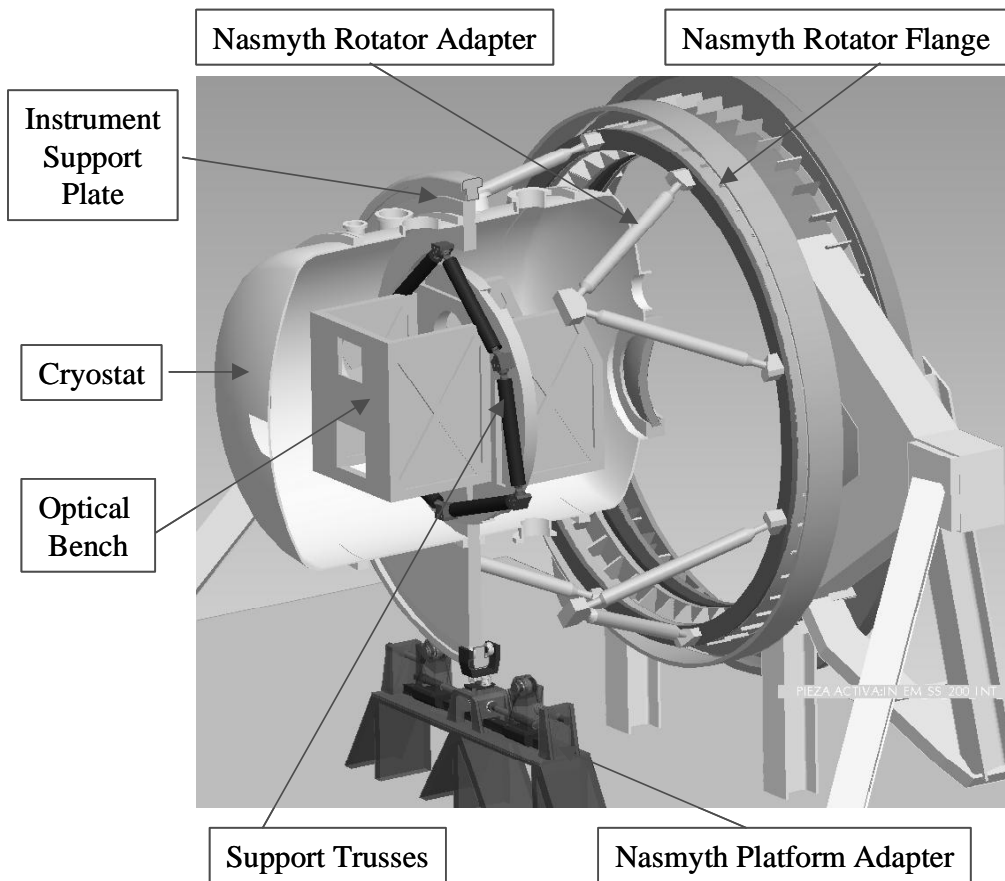 Nasmyth Rotator Adapter
Nasmyth Rotator Flange
Instrument
Support
Plate
Cryostat
Optical
Bench
PIEZA ACTIVA:IN_EM_SS_200_INT
Support Trusses
Nasmyth Platform Adapter